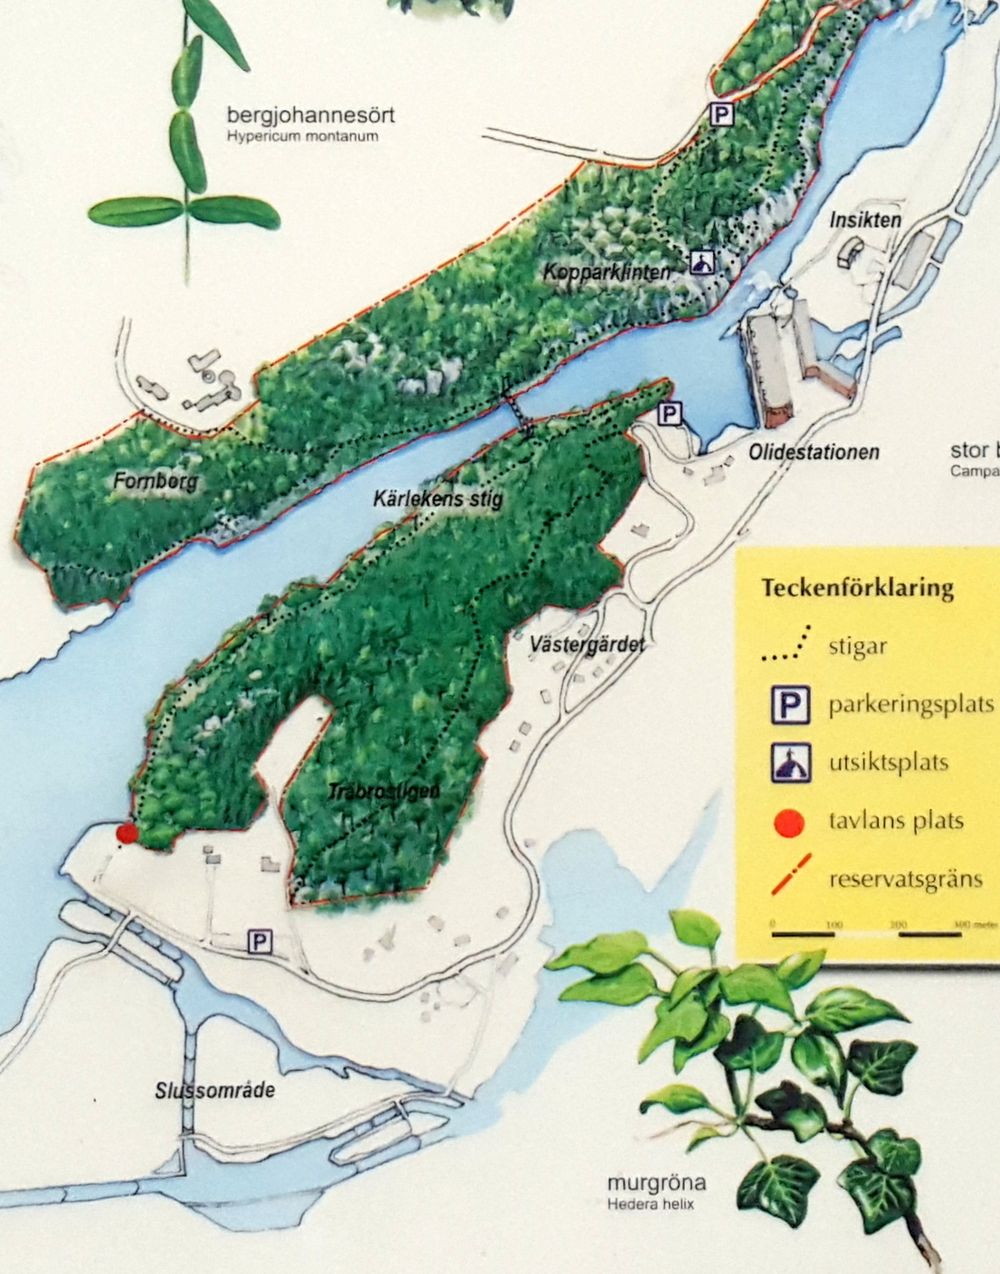 bergjohannesört
Hypericum montanum
P
Insikten
Kopparklinten
P
Olidestationen
Fornborg
Kärlekens stig
stor
Campa
Teckenförklaring
stigar
P parkeringsplats
utsiktsplats
tavlans plats
reservatsgräns
0 100 200 300 meter
Västergärdet
Träbrostigen
P
Slussområde
murgröna
Hedera helix